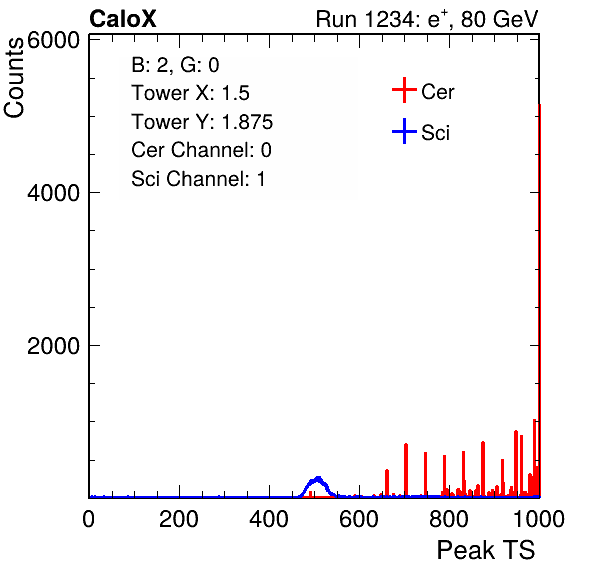 CaloX
Run 1234: e+, 80 GeV
Counts
6000
4000
2000
B: 2, G: 0
Tower X: 1.5
Tower Y: 1.875
Cer Channel: 0
Sci Channel: 1
Cer
Sci
0 200 400 600 800 1000
Peak TS